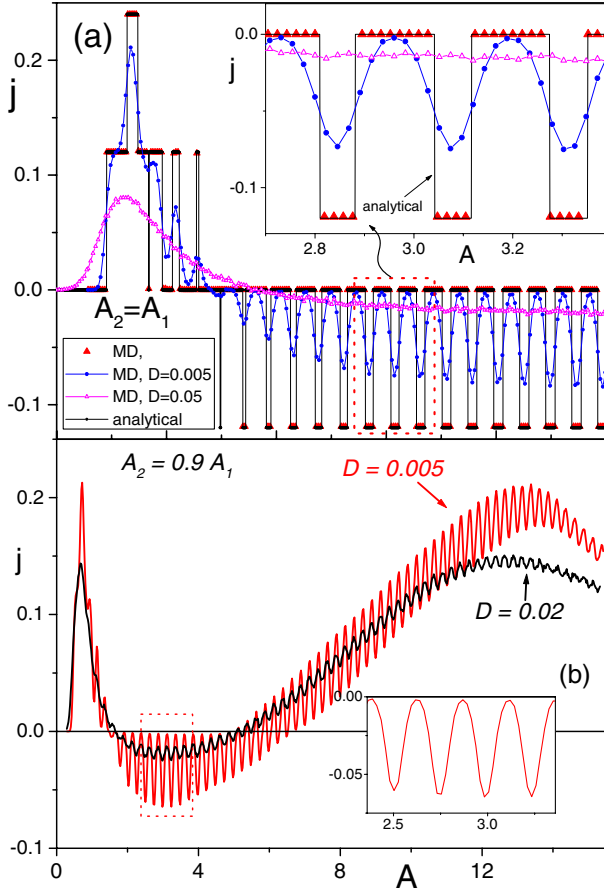 (a)
j
0.2
0.1
0.0
-0.1
A₂=A₁
MD,
MD, D=0.005
MD, D=0.05
analytical
j
0.0
-0.1
analytical
2.8
3.0
3.2
A
A₂ = 0.9 A₁
D = 0.005
D = 0.02
(b)
j
0.2
0.1
0.0
-0.1
0.00
-0.05
2.5
3.0
0
4
8
12
A